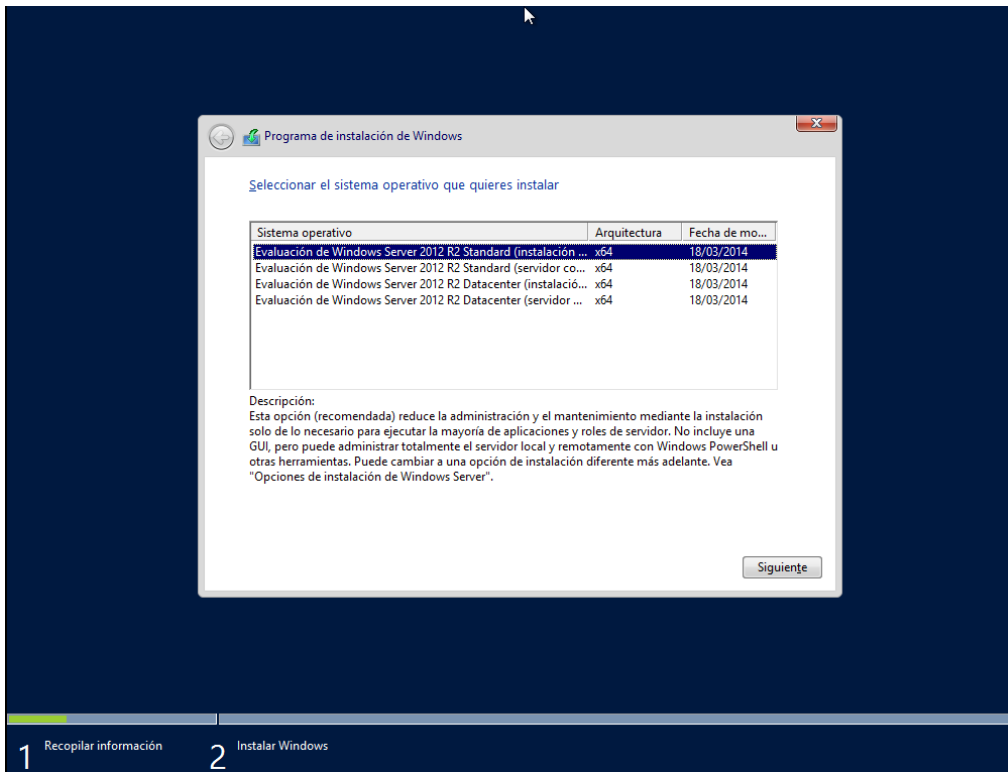 Programa de instalación de Windows
Seleccionar el sistema operativo que quieres instalar
Sistema operativo Arquitectura Fecha de mo...
Evaluación de Windows Server 2012 R2 Standard (instalación ... x64 18/03/2014
Evaluación de Windows Server 2012 R2 Standard (servidor co... x64 18/03/2014
Evaluación de Windows Server 2012 R2 Datacenter (instalació... x64 18/03/2014
Evaluación de Windows Server 2012 R2 Datacenter (servidor ... x64 18/03/2014
Descripción:
Esta opción (recomendada) reduce la administración y el mantenimiento mediante la instalación
solo de lo necesario para ejecutar la mayoría de aplicaciones y roles de servidor. No incluye una
GUI, pero puede administrar totalmente el servidor local y remotamente con Windows PowerShell u
otras herramientas. Puede cambiar a una opción de instalación diferente más adelante. Vea
"Opciones de instalación de Windows Server".
Siguiente
1 Recopilar información 2 Instalar Windows